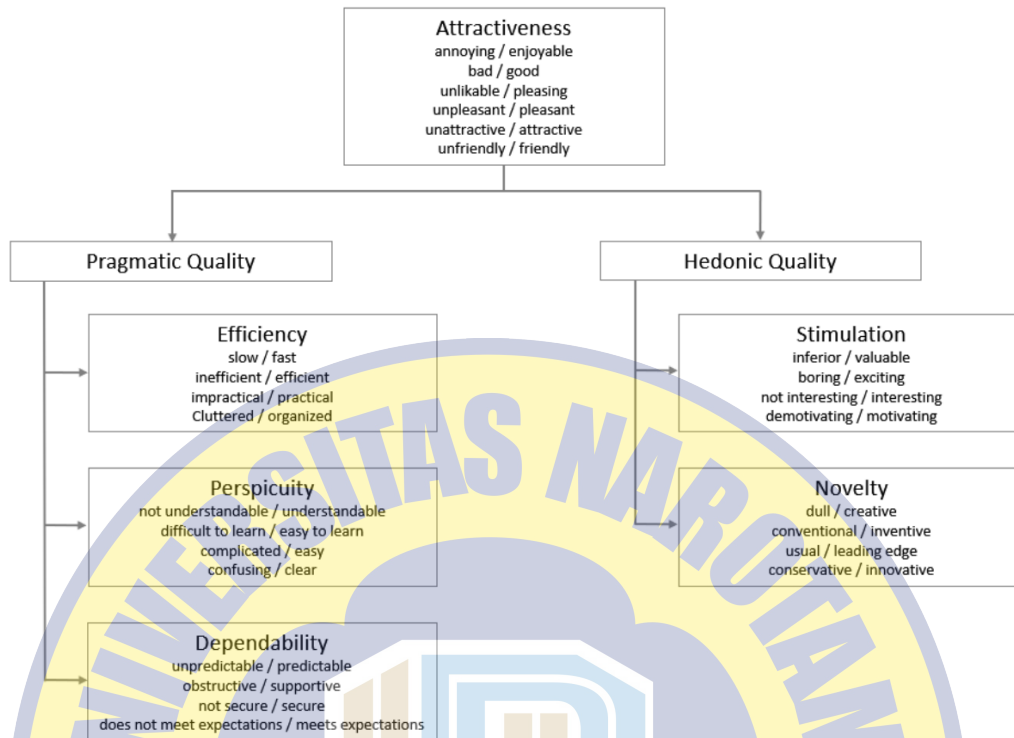 Attractiveness
annoying / enjoyable
bad / good
unlikable / pleasing
unpleasant / pleasant
unattractive / attractive
unfriendly / friendly
Pragmatic Quality
Hedonic Quality
Efficiency
slow / fast
inefficient / efficient
impractical / practical
Cluttered / organized
Stimulation
inferior / valuable
boring / exciting
not interesting / interesting
demotivating / motivating
Perspicuity
not understandable / understandable
difficult to learn / easy to learn
complicated / easy
confusing / clear
Novelty
dull / creative
conventional / inventive
usual / leading edge
conservative / innovative
Dependability
unpredictable / predictable
obstructive / supportive
not secure / secure
does not meet expectations / meets expectations
UNIVERSITAS NAROTAM